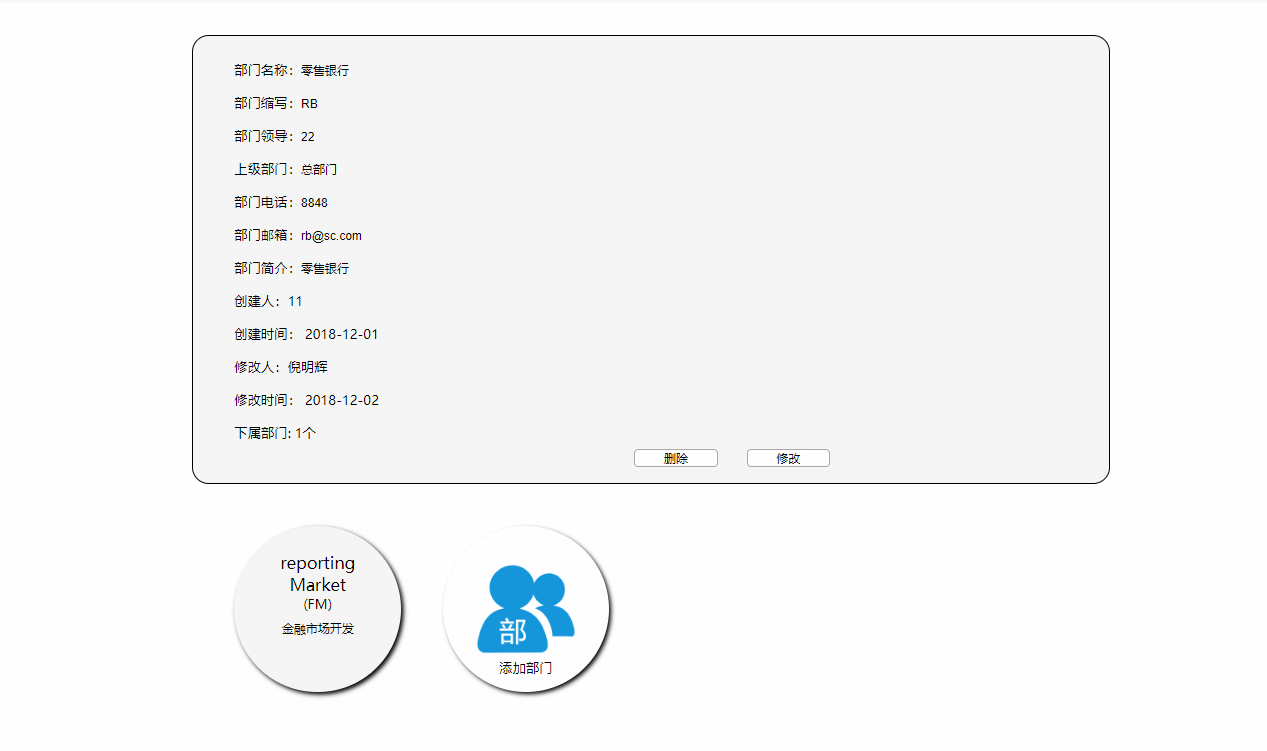 部门名称：零售银行
部门缩写：RB
部门领导：22
上级部门：总部门
部门电话：8848
部门邮箱：rb@sc.com
部门简介：零售银行
创建人：11
创建时间： 2018-12-01
修改人：倪明辉
修改时间： 2018-12-02
下属部门: 1个
删除 修改
reporting
Market
(FM)
金融市场开发
部
添加部门